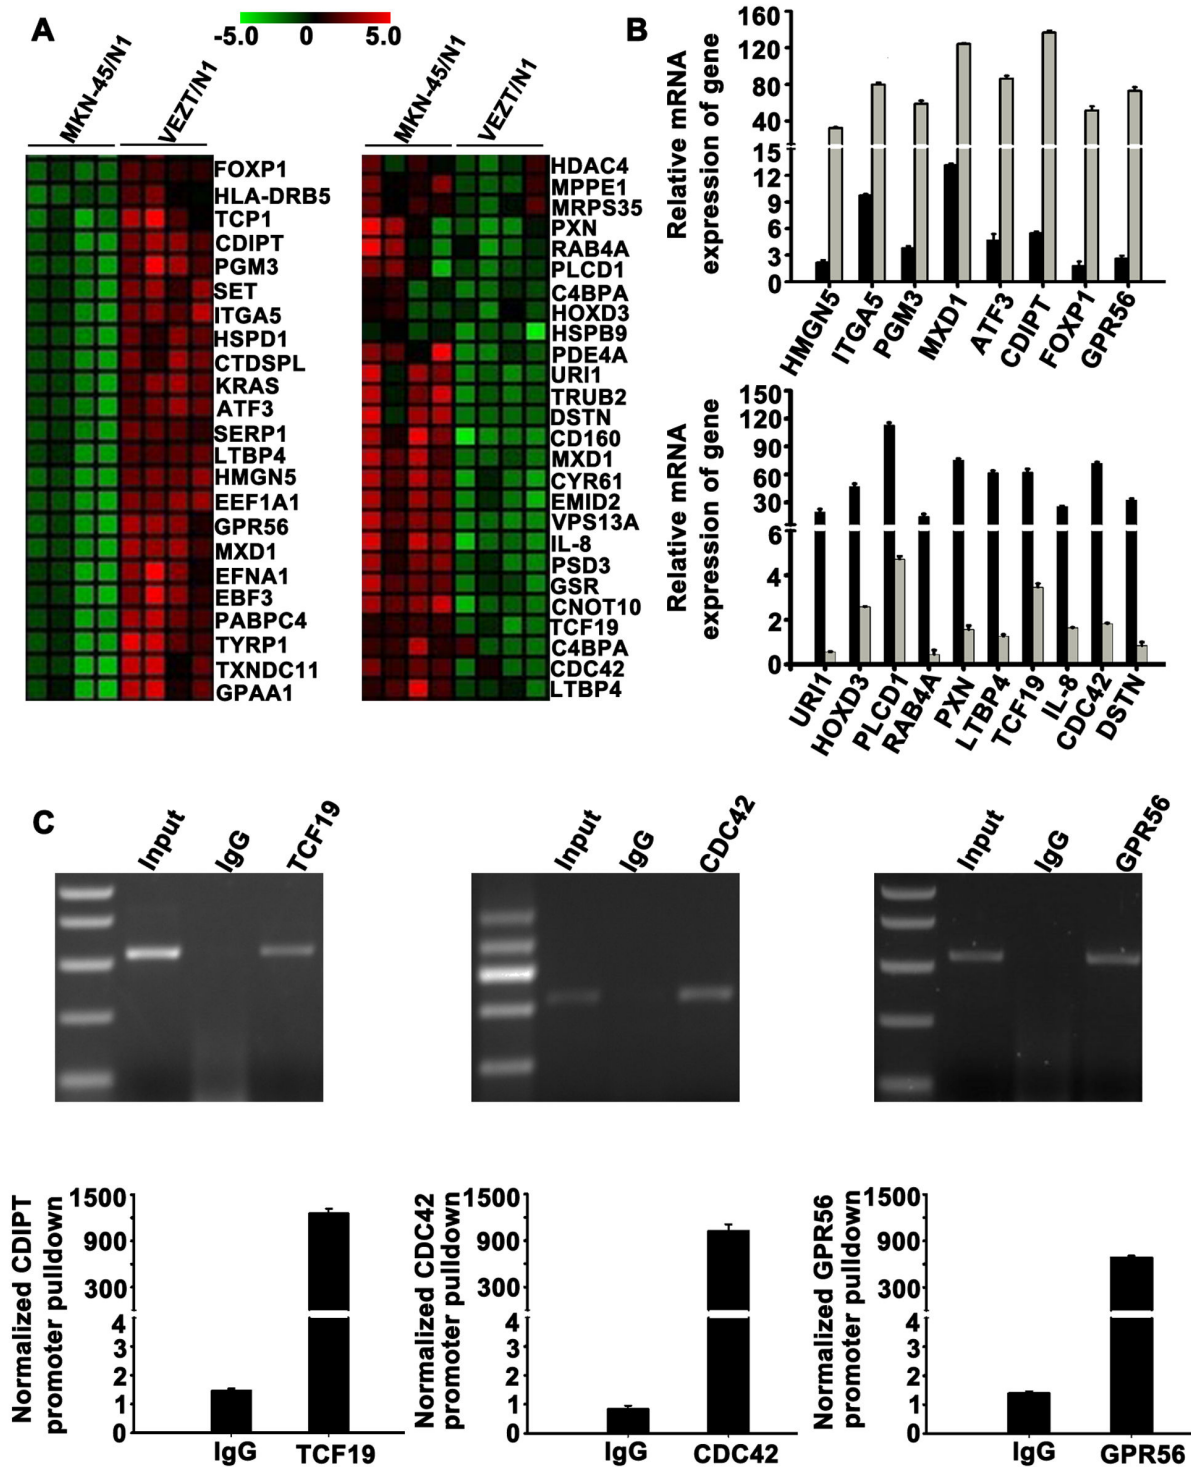 A
-5.0 0 5.0
MKN-45/N1
VEZT/N1
FOXP1
HLA-DRB5
TCP1
CDIPT
PGM3
SET
ITGA5
HSPD1
CTDSPL
KRAS
ATF3
SERP1
LTBP4
HMGN5
EEF1A1
GPR56
MXD1
EFNA1
EBF3
PABPC4
TYRP1
TXNDC11
GPAA1
MKN-45/N1
VEZT/N1
HDAC4
MPPE1
MRPS35
PXN
RAB4A
PLCD1
C4BPA
HOXD3
HSPB9
PDE4A
URI1
TRUB2
DSTN
CD160
MXD1
CYR61
EMID2
VPS13A
IL-8
PSD3
GSR
CNOT10
TCF19
C4BPA
CDC42
LTBP4
B
Relative mRNA
expression of gene
160
120
80
40
15
12
9
6
3
0
HMGN5
ITGA5
PGM3
MXD1
ATF3
CDIPT
FOXP1
GPR56
Relative mRNA
expression of gene
150
120
90
60
30
6
4
2
0
URI1
HOXD3
PLCD1
RAB4A
PXN
LTBP4
TCF19
IL-8
CDC42
DSTN
C
Input
IgG
TCF19
Input
IgG
CDC42
Input
IgG
GPR56
Normalized CDIPT
promoter pulldown
1500
900
300
4
3
2
1
0
IgG TCF19
Normalized CDC42
promoter pulldown
1500
900
300
4
3
2
1
0
IgG CDC42
Normalized GPR56
promoter pulldown
1500
900
300
4
3
2
1
0
IgG GPR56